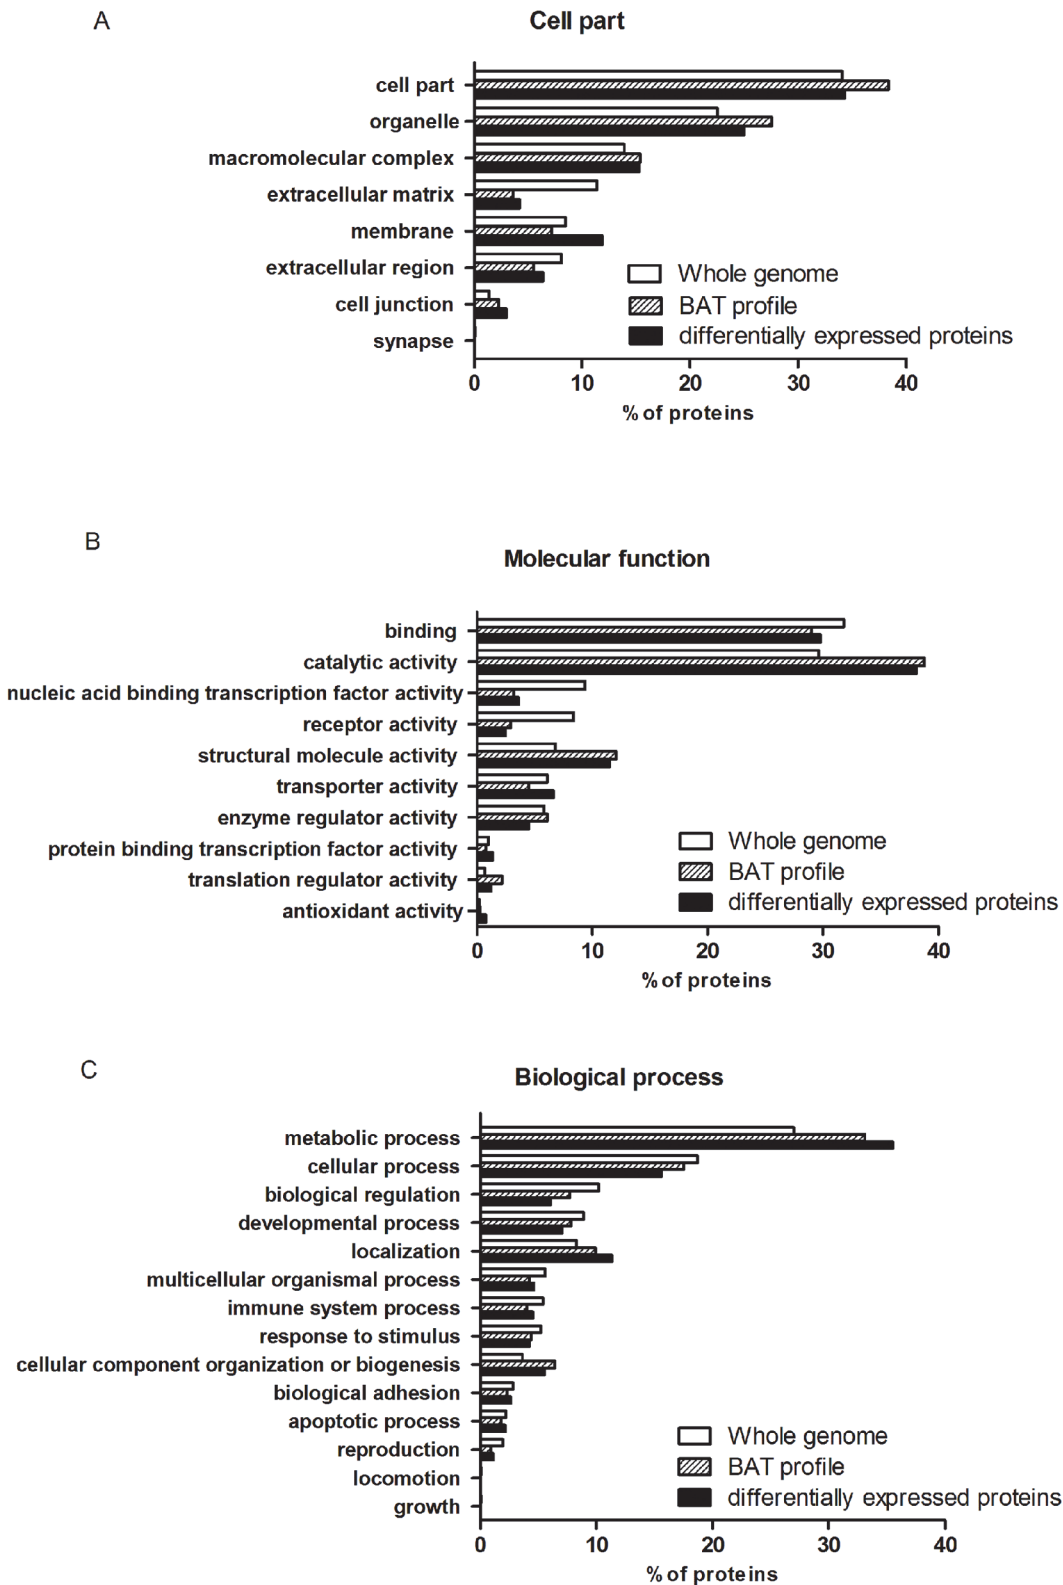 A
Cell part
cell part
organelle
macromolecular complex
extracellular matrix
membrane
extracellular region
cell junction
synapse
Whole genome
BAT profile
differentially expressed proteins
0 10 20 30 40
% of proteins
B
Molecular function
binding
catalytic activity
nucleic acid binding transcription factor activity
receptor activity
structural molecule activity
transporter activity
enzyme regulator activity
protein binding transcription factor activity
translation regulator activity
antioxidant activity
Whole genome
BAT profile
differentially expressed proteins
0 10 20 30 40
% of proteins
C
Biological process
metabolic process
cellular process
biological regulation
developmental process
localization
multicellular organismal process
immune system process
response to stimulus
cellular component organization or biogenesis
biological adhesion
apoptotic process
reproduction
locomotion
growth
Whole genome
BAT profile
differentially expressed proteins
0 10 20 30 40
% of proteins